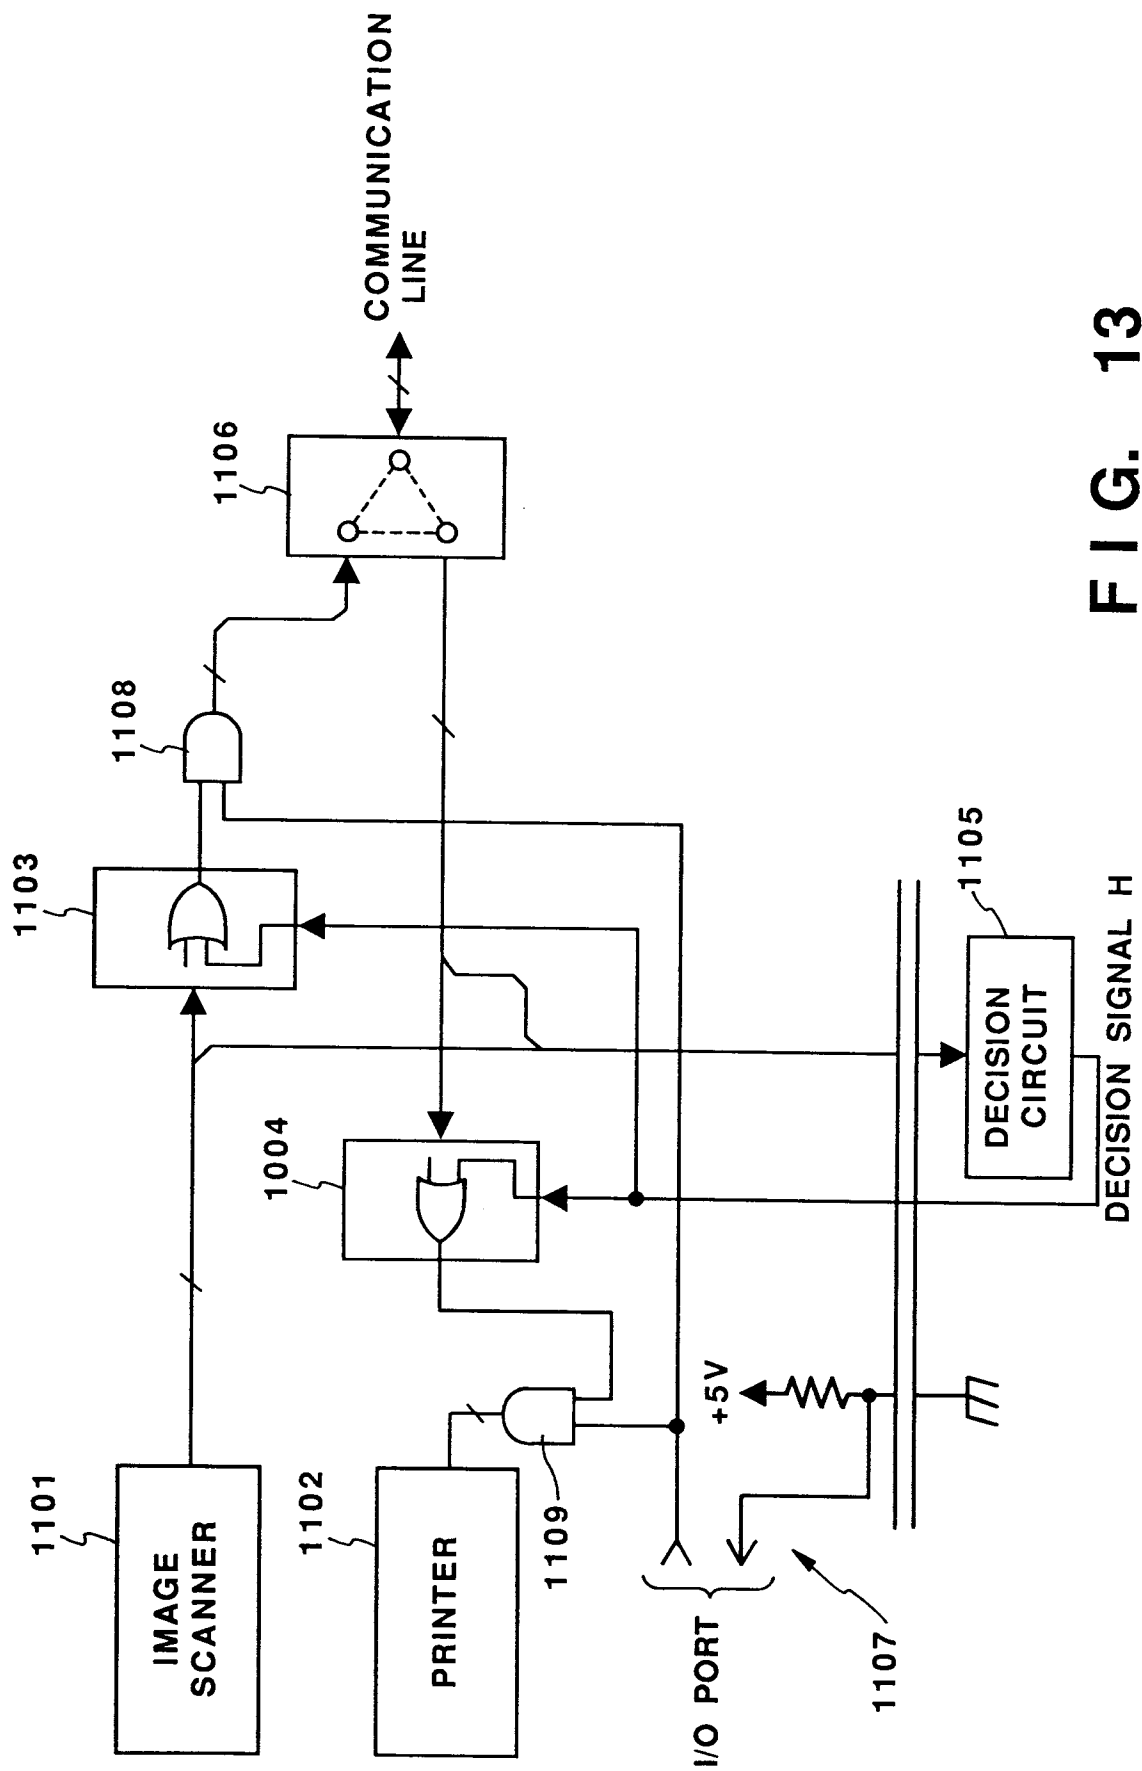 1101
IMAGE
SCANNER
1103
1108
1106
COMMUNICATION
LINE
1102
PRINTER
1004
1109
+5V
I/O PORT
1107
1105
DECISION
CIRCUIT
DECISION SIGNAL H
FIG. 13